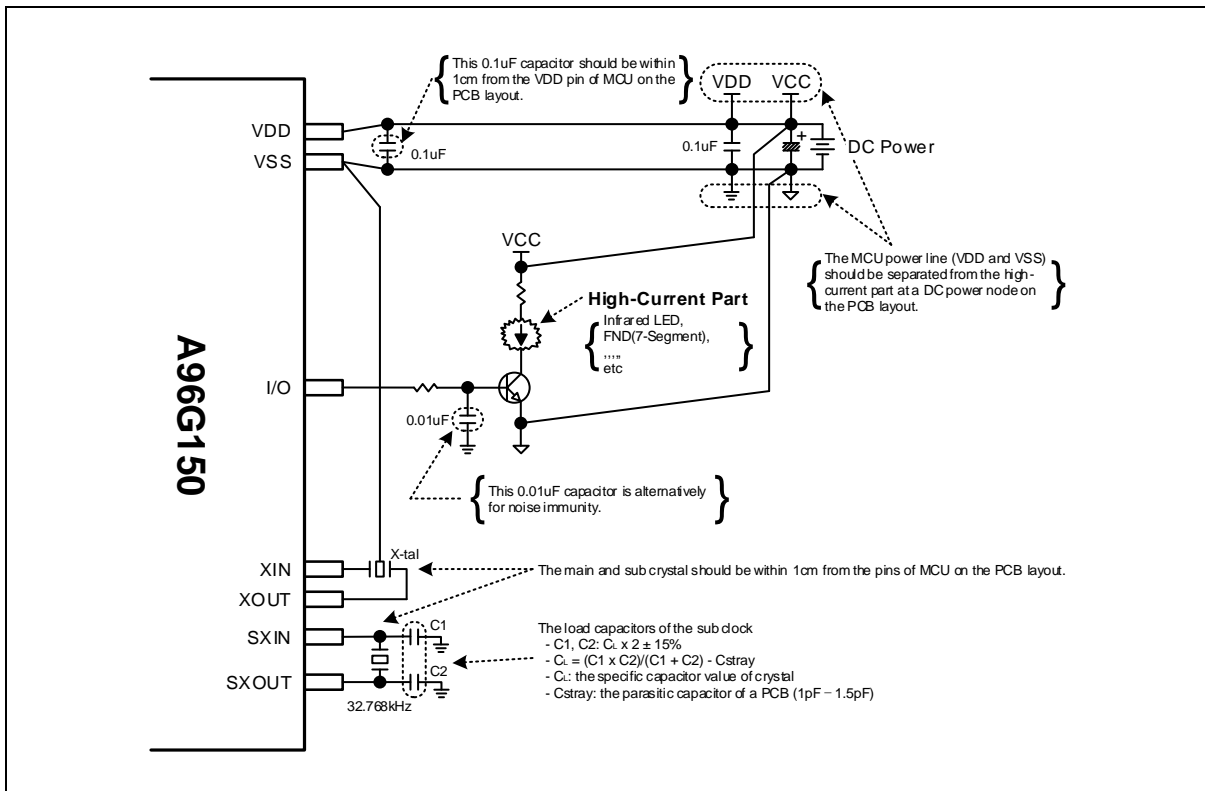 This 0.1uF capacitor should be within
1cm from the VDD pin of MCU on the
PCB layout.
VDD
VCC
VDD
VSS
0.1uF
0.1uF
+
DC Power
VCC
The MCU power line (VDD and VSS)
should be separated from the high-
current part at a DC power node on
the PCB layout.
High-Current Part
Infrared LED,
FND(7-Segment),
,,,,,
etc
A96G150
I/O
0.01uF
This 0.01uF capacitor is alternatively
for noise immunity.
X-tal
XIN
XOUT
The main and sub crystal should be within 1cm from the pins of MCU on the PCB layout.
SXIN
SXOUT
C1
C2
32.768kHz
The load capacitors of the sub clock
- C1, C2: CL x 2 ± 15%
- CL = (C1 x C2)/(C1 + C2) - Cstray
- CL: the specific capacitor value of crystal
- Cstray: the parasitic capacitor of a PCB (1pF – 1.5pF)